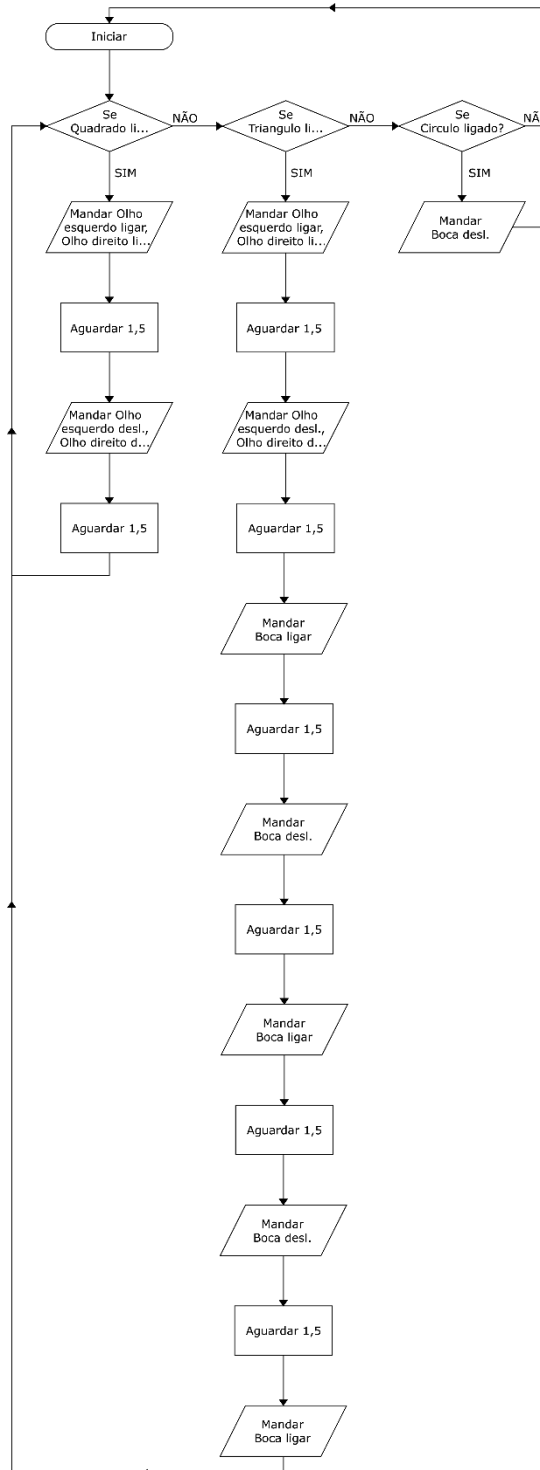 Iniciar
Se
Quadrado li...
NÃO
Se
Triangulo li...
NÃO
Se
Circulo ligado?
SIM
SIM
SIM
Mandar Olho
esquerdo ligar,
Olho direito li...
Mandar Olho
esquerdo ligar,
Olho direito li...
Mandar
Boca desl.
Aguardar 1,5
Aguardar 1,5
Mandar Olho
esquerdo desl.,
Olho direito d...
Mandar Olho
esquerdo desl.,
Olho direito d...
Aguardar 1,5
Aguardar 1,5
Mandar
Boca ligar
Aguardar 1,5
Mandar
Boca desl.
Aguardar 1,5
Mandar
Boca ligar
Aguardar 1,5
Mandar
Boca desl.
Aguardar 1,5
Mandar
Boca ligar